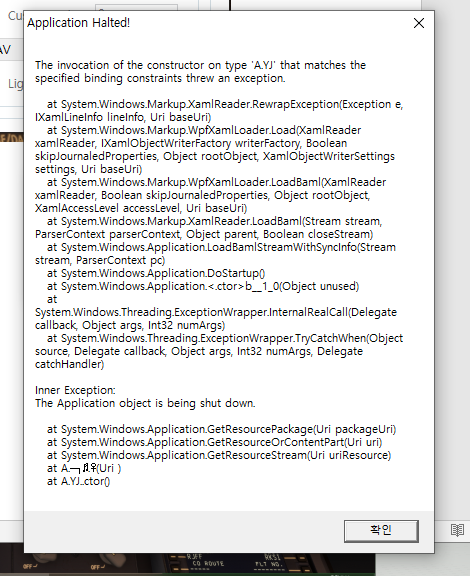 Cu
Application Halted!
AV
The invocation of the constructor on type 'A.YJ' that matches the
specified binding constraints threw an exception.
Lig
at System.Windows.Markup.XamlReader.RewrapException(Exception e,
IXamlLineInfo lineInfo, Uri baseUri)
at System.Windows.Markup.WpfXamlLoader.Load(XamlReader
xamlReader, IXamlObjectWriterFactory writerFactory, Boolean
skipJournaledProperties, Object rootObject, XamlObjectWriterSettings
settings, Uri baseUri)
at System.Windows.Markup.WpfXamlLoader.LoadBaml(XamlReader
xamlReader, Boolean skipJournaledProperties, Object rootObject,
XamlAccessLevel accessLevel, Uri baseUri)
at System.Windows.Markup.XamlReader.LoadBaml(Stream stream,
ParserContext parserContext, Object parent, Boolean closeStream)
at System.Windows.Application.LoadBamlStreamWithSyncInfo(Stream
stream, ParserContext pc)
at System.Windows.Application.DoStartup()
at System.Windows.Application.<.ctor>b__1_0(Object unused)
at
System.Windows.Threading.ExceptionWrapper.InternalRealCall(Delegate
callback, Object args, Int32 numArgs)
at System.Windows.Threading.ExceptionWrapper.TryCatchWhen(Object
source, Delegate callback, Object args, Int32 numArgs, Delegate
catchHandler)
Inner Exception:
The Application object is being shut down.
at System.Windows.Application.GetResourcePackage(Uri packageUri)
at System.Windows.Application.GetResourceOrContentPart(Uri uri)
at System.Windows.Application.GetResourceStream(Uri uriResource)
at A.(Uri )
at A.YJ..ctor()
확인
RJFF RKSI
CO ROUTE FLT NO.
OFF OFF